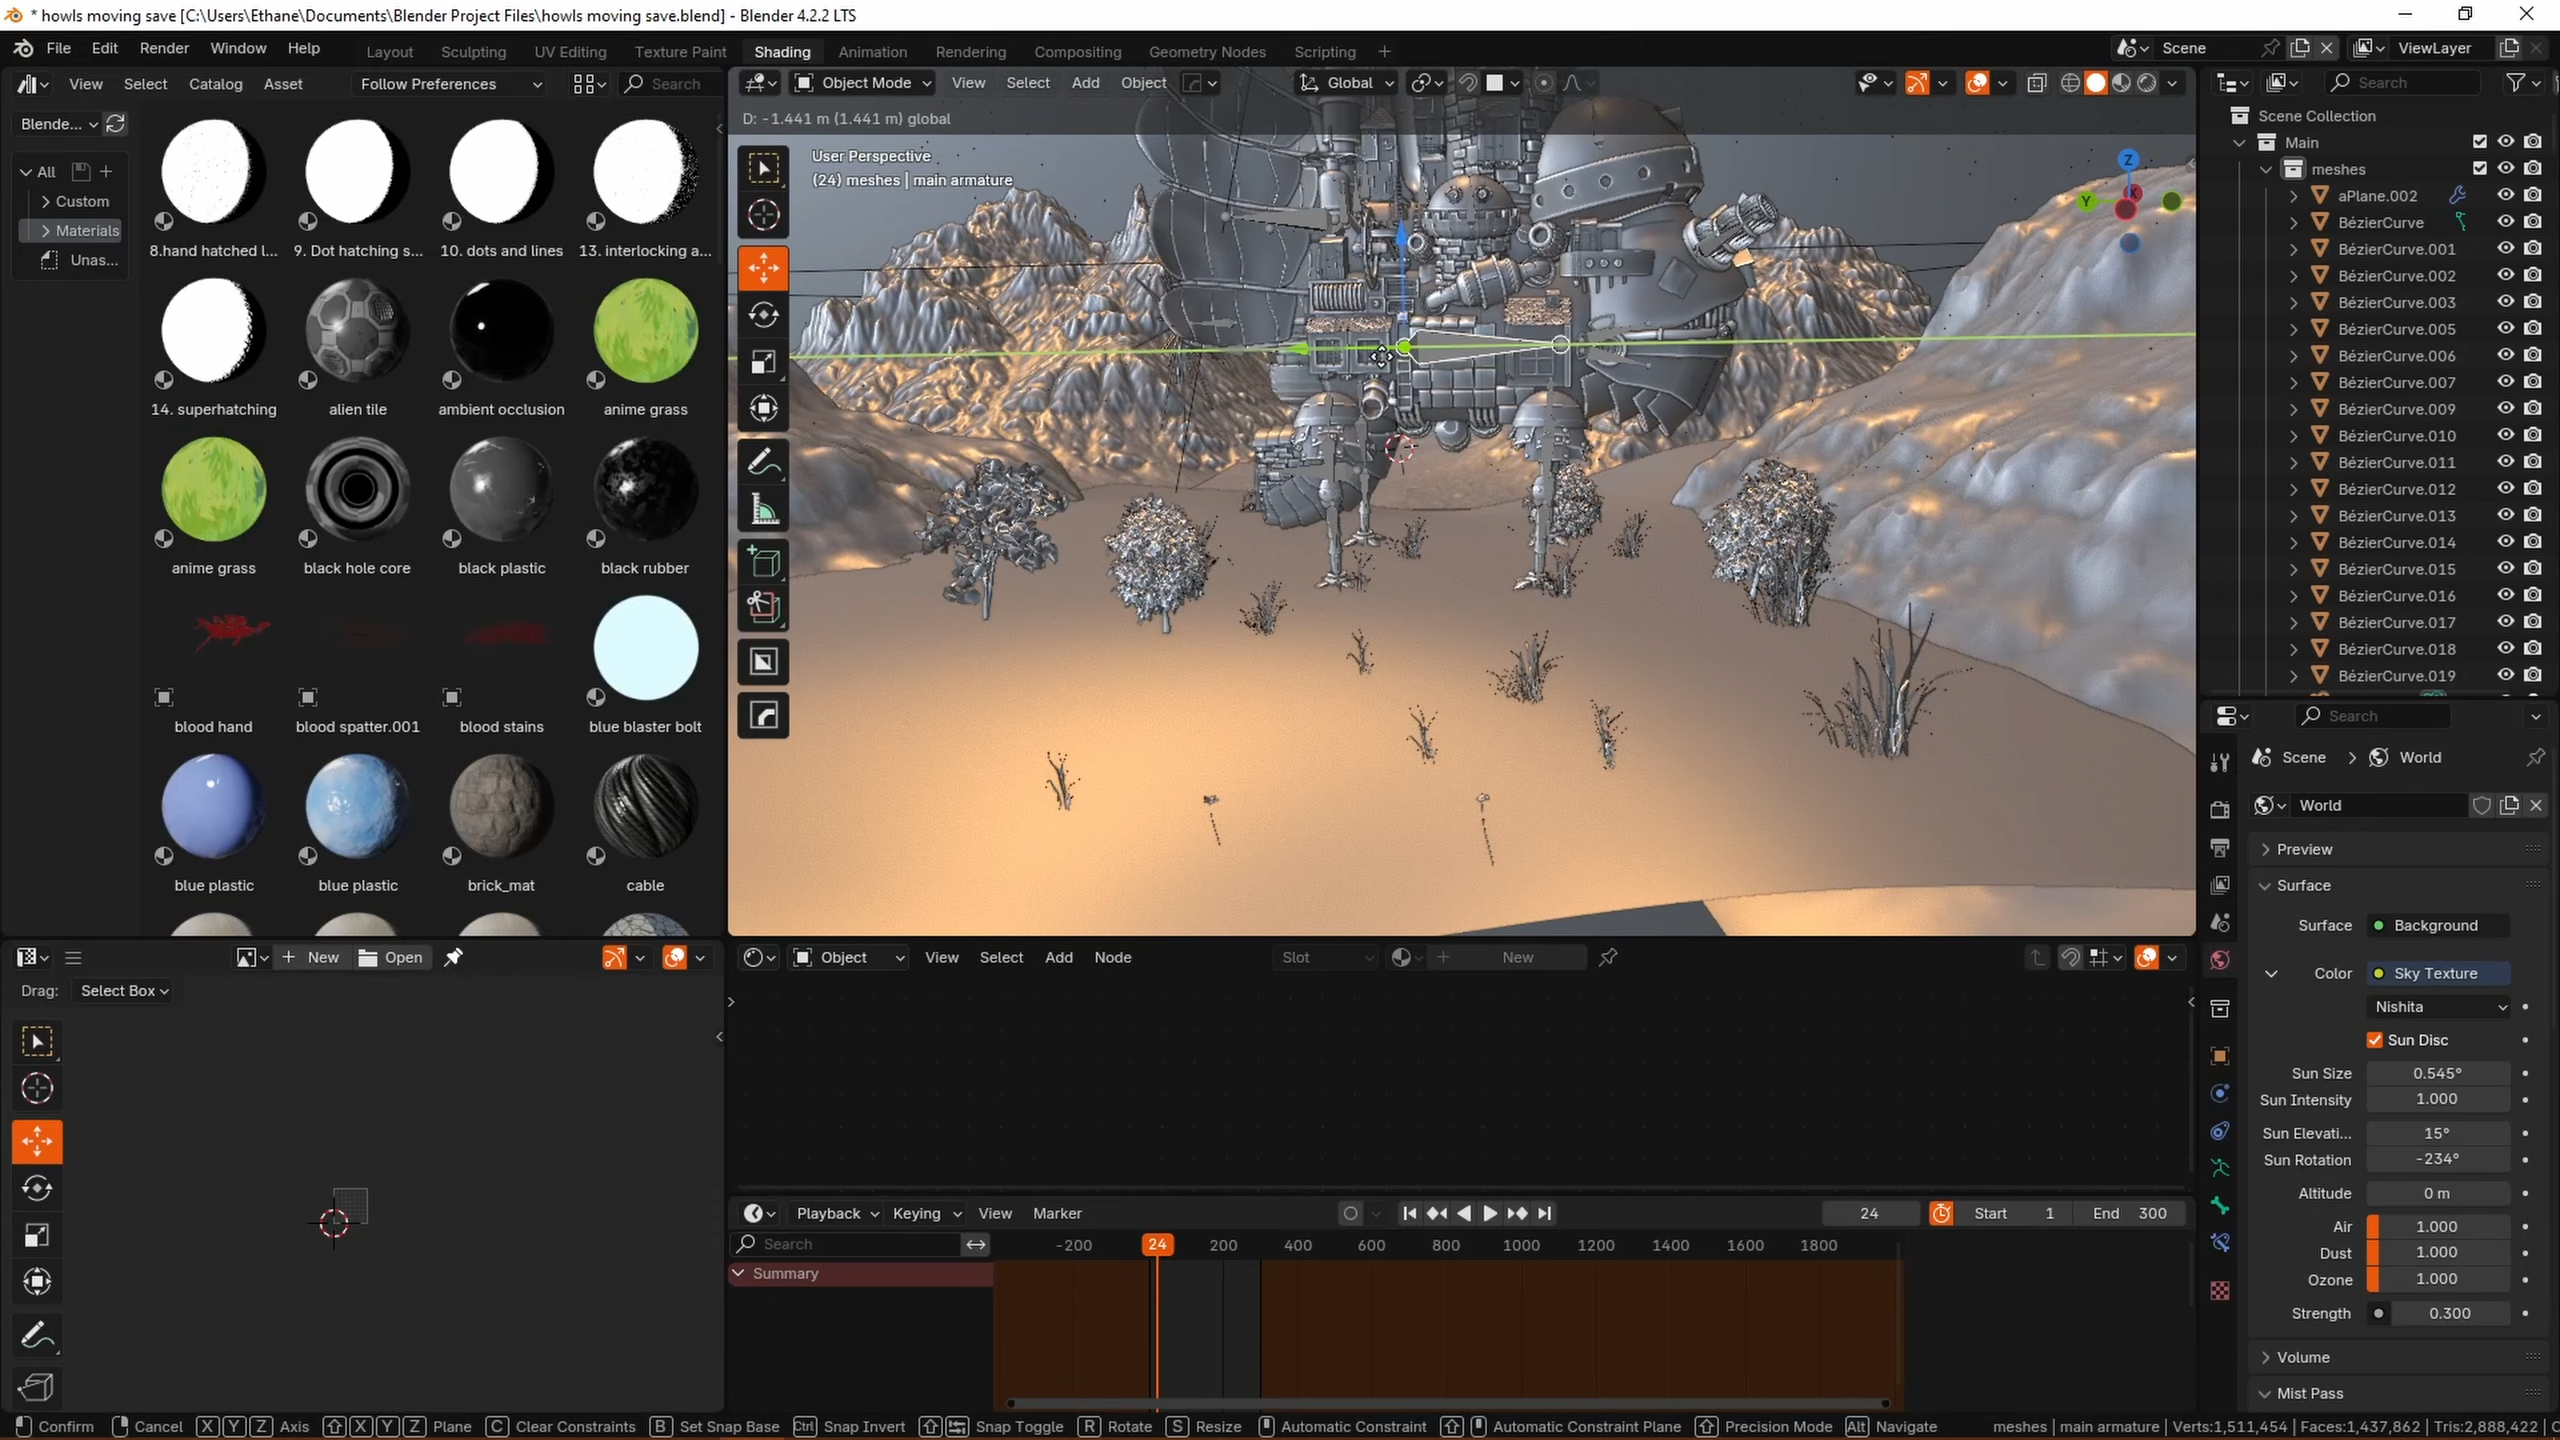 * howls moving save [C:\Users\Ethane\Documents\Blender Project Files\howls moving save.blend] - Blender 4.2.2 LTS
File Edit Render Window Help
Layout Sculpting UV Editing Texture Paint Shading Animation Rendering Compositing Geometry Nodes Scripting +
Scene
ViewLayer
View Select Catalog Asset Follow Preferences Search
Blende...
All
Custom
Materials
Unas...
8.hand hatched l... 9. Dot hatching s... 10. dots and lines 13. interlocking a...
14. superhatching alien tile ambient occlusion anime grass
anime grass black hole core black plastic black rubber
blood hand blood spatter.001 blood stains blue blaster bolt
blue plastic blue plastic brick_mat cable
Object Mode View Select Add Object Global
D: -1.441 m (1.441 m) global
User Perspective
(24) meshes | main armature
Z
Y
X
Search
Scene Collection
Main
meshes
aPlane.002
BézierCurve
BézierCurve.001
BézierCurve.002
BézierCurve.003
BézierCurve.005
BézierCurve.006
BézierCurve.007
BézierCurve.009
BézierCurve.010
BézierCurve.011
BézierCurve.012
BézierCurve.013
BézierCurve.014
BézierCurve.015
BézierCurve.016
BézierCurve.017
BézierCurve.018
BézierCurve.019
Search
Scene > World
World
Preview
Surface
Surface Background
Color Sky Texture
Nishita
Sun Disc
Sun Size 0.545°
Sun Intensity 1.000
Sun Elevati... 15°
Sun Rotation -234°
Altitude 0 m
Air 1.000
Dust 1.000
Ozone 1.000
Strength 0.300
Volume
Mist Pass
+ New Open
Drag: Select Box
Object View Select Add Node Slot + New
Playback Keying View Marker 24 Start 1 End 300
Search -200 24 200 400 600 800 1000 1200 1400 1600 1800
Summary
Confirm Cancel X Y Z Axis X Y Z Plane C Clear Constraints B Set Snap Base Ctrl Snap Invert Snap Toggle R Rotate S Resize Automatic Constraint Automatic Constraint Plane Precision Mode Alt Navigate meshes | main armature | Verts:1,511,454 | Faces:1,437,862 | Tris:2,888,422 |